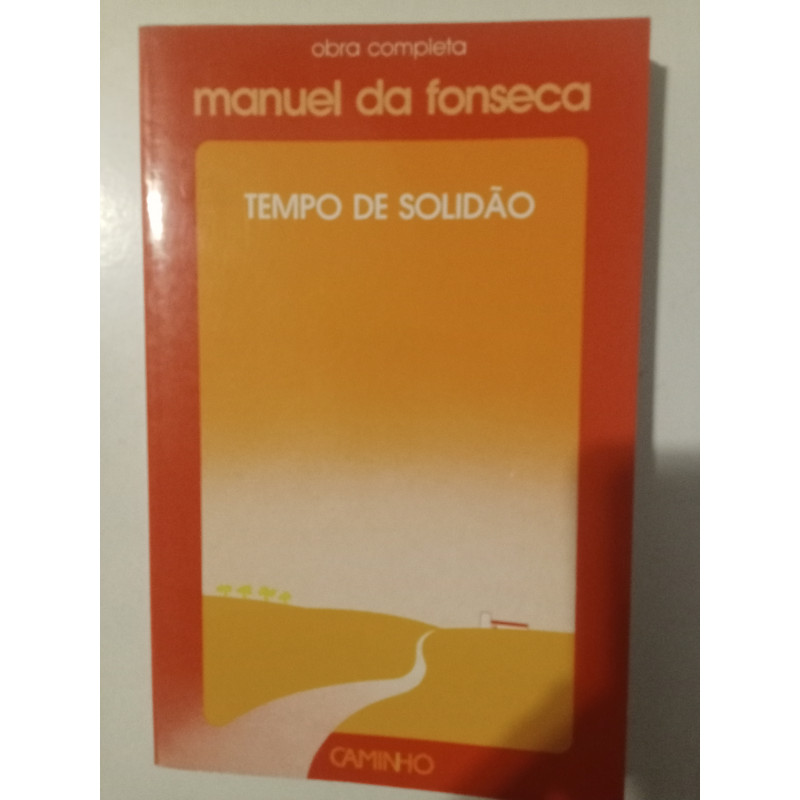 obra completa
manuel da fonseca
TEMPO DE SOLIDÃO
CAMINHO